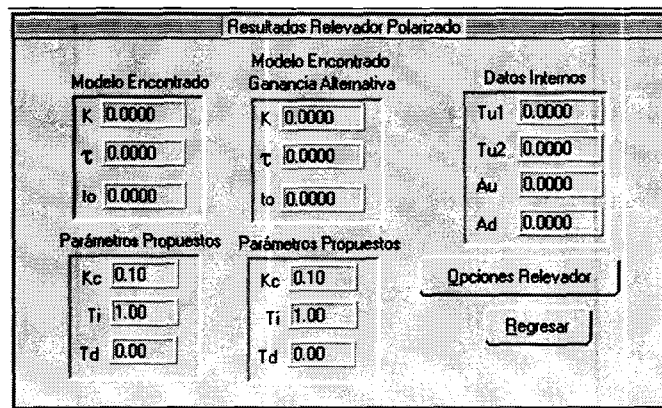 Resultados Relevador Polarizado
Modelo Encontrado
K 0.0000
τ 0.0000
to 0.0000
Modelo Encontrado
Ganancia Alternativa
K 0.0000
τ 0.0000
to 0.0000
Datos Internos
Tu1 0.0000
Tu2 0.0000
Au 0.0000
Ad 0.0000
Parámetros Propuestos
Kc 0.10
Ti 1.00
Td 0.00
Parámetros Propuestos
Kc 0.10
Ti 1.00
Td 0.00
Opciones Relevador
Regresar